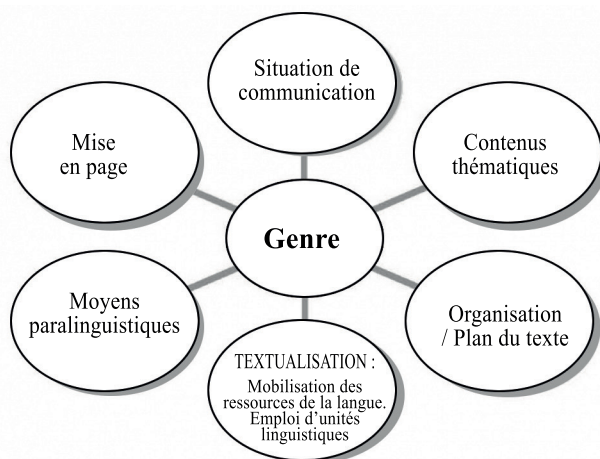 Situation de
communication
Mise
en page
Contenus
thématiques
Genre
Moyens
paralinguistiques
Organisation
/ Plan du texte
TEXTUALISATION :
Mobilisation des
ressources de la langue.
Emploi d’unités
linguistiques